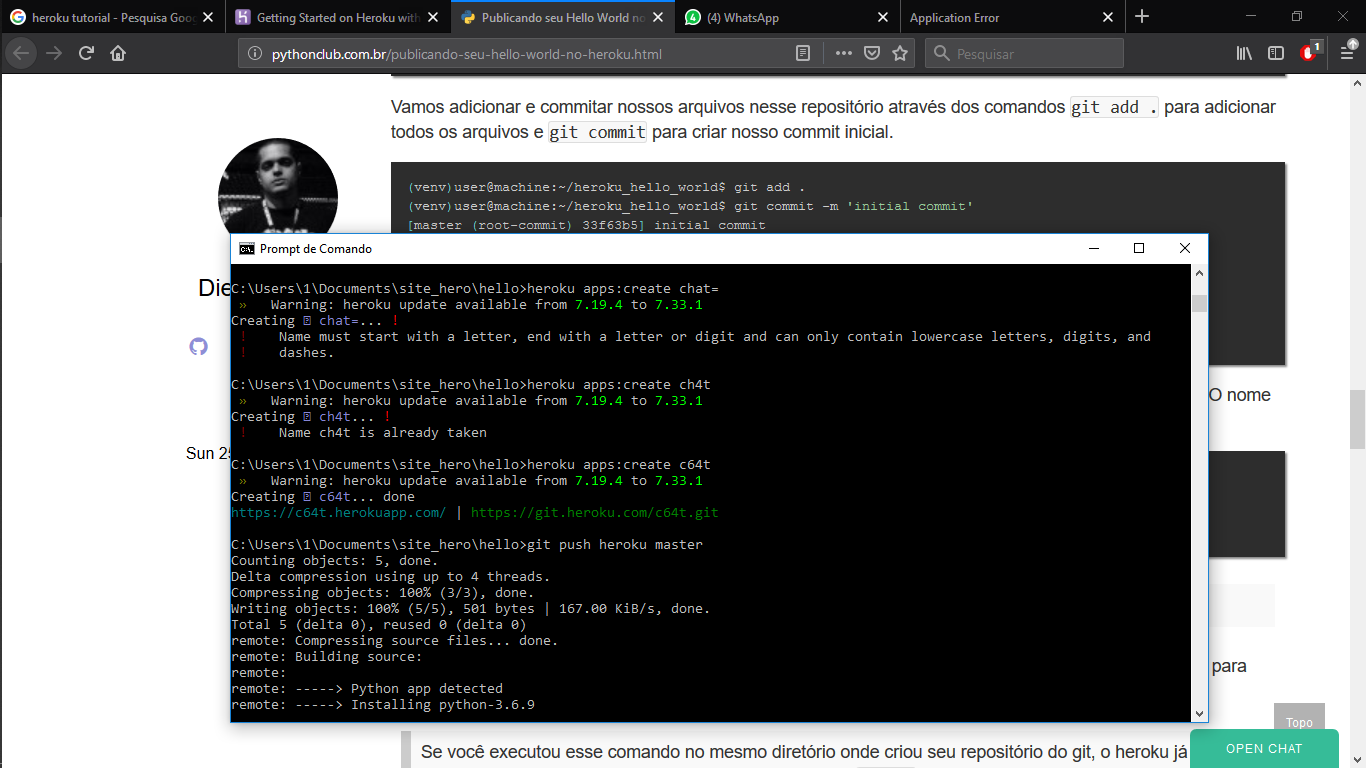 heroku tutorial - Pesquisa Goo
Getting Started on Heroku with
Publicando seu Hello World no
(4) WhatsApp
Application Error
pythonclub.com.br/publicando-seu-hello-world-no-heroku.html
Pesquisar
1
Vamos adicionar e commitar nossos arquivos nesse repositório através dos comandos git add . para adicionar
todos os arquivos e git commit para criar nosso commit inicial.
(venv)user@machine:~/heroku_hello_world$ git add .
(venv)user@machine:~/heroku_hello_world$ git commit -m 'initial commit'
[master (root-commit) 33f63b5] initial commit
Prompt de Comando
Die
Sun 25
C:\Users\1\Documents\site_hero\hello>heroku apps:create chat=
» Warning: heroku update available from 7.19.4 to 7.33.1
Creating chat=... !
! Name must start with a letter, end with a letter or digit and can only contain lowercase letters, digits, and
! dashes.
C:\Users\1\Documents\site_hero\hello>heroku apps:create ch4t
» Warning: heroku update available from 7.19.4 to 7.33.1
Creating ch4t... !
! Name ch4t is already taken
C:\Users\1\Documents\site_hero\hello>heroku apps:create c64t
» Warning: heroku update available from 7.19.4 to 7.33.1
Creating c64t... done
https://c64t.herokuapp.com/ | https://git.heroku.com/c64t.git
C:\Users\1\Documents\site_hero\hello>git push heroku master
Counting objects: 5, done.
Delta compression using up to 4 threads.
Compressing objects: 100% (3/3), done.
Writing objects: 100% (5/5), 501 bytes | 167.00 KiB/s, done.
Total 5 (delta 0), reused 0 (delta 0)
remote: Compressing source files... done.
remote: Building source:
remote:
remote: -----> Python app detected
remote: -----> Installing python-3.6.9
O nome
para
Topo
Se você executou esse comando no mesmo diretório onde criou seu repositório do git, o heroku já
OPEN CHAT